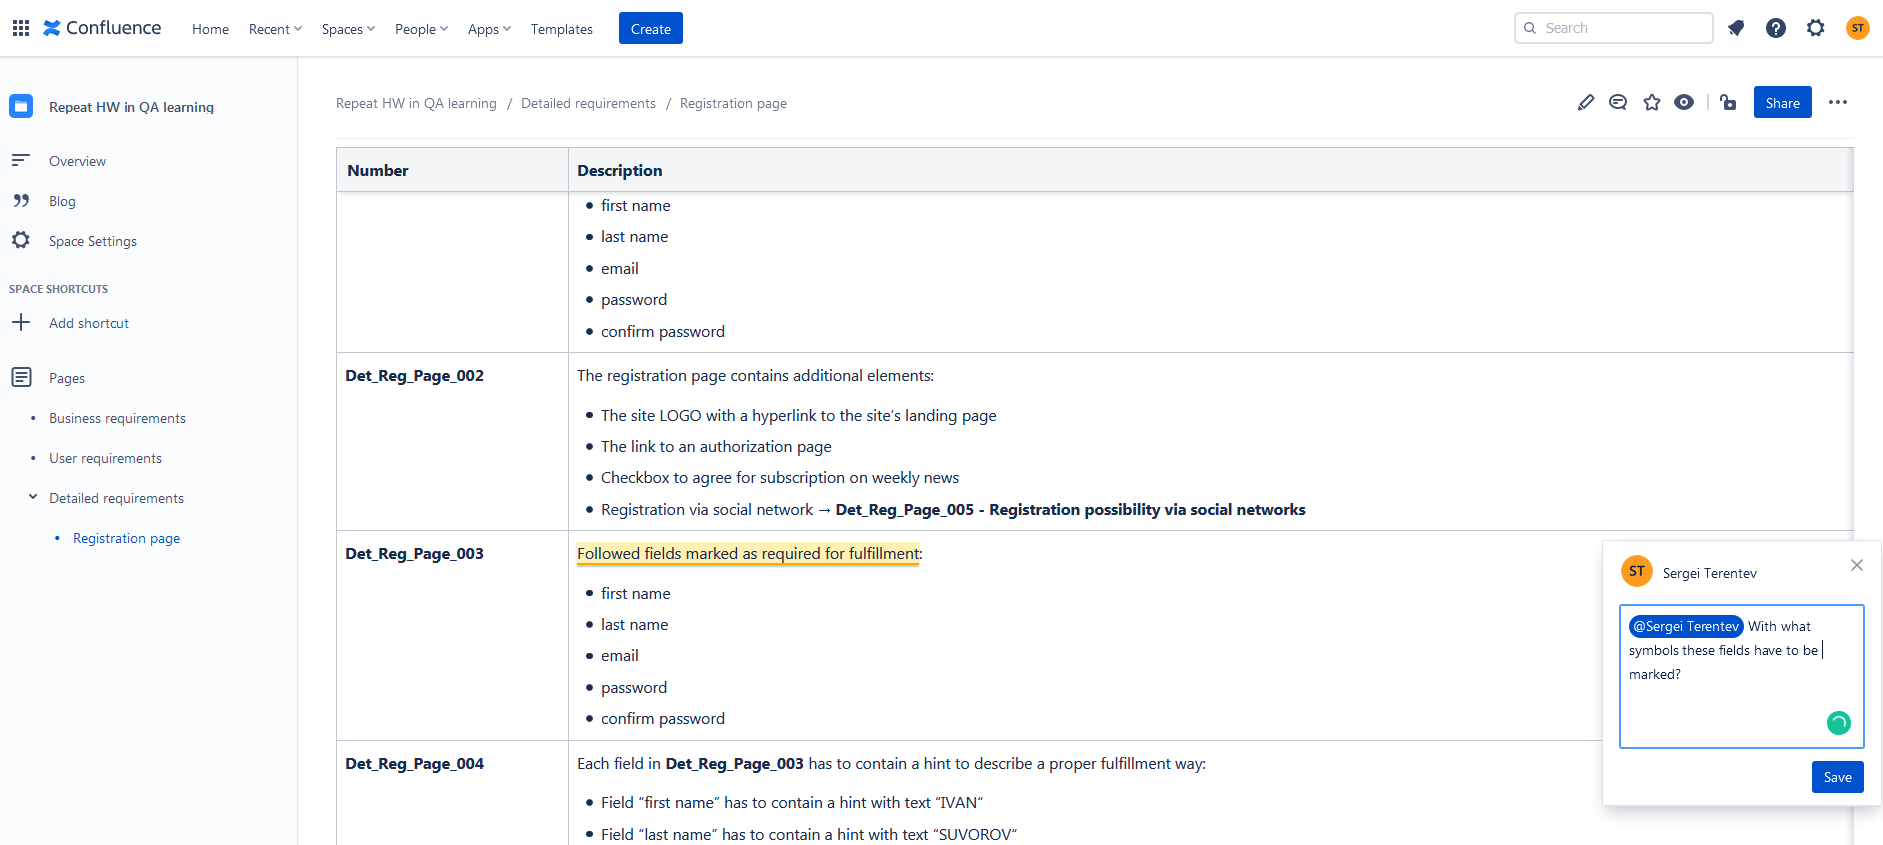 Confluence
Home Recent Spaces People Apps Templates Create
Search
ST
Repeat HW in QA learning
Overview
Blog
Space Settings
SPACE SHORTCUTS
Add shortcut
Pages
Business requirements
User requirements
Detailed requirements
Registration page
Repeat HW in QA learning / Detailed requirements / Registration page
Share
Number Description
first name
last name
email
password
confirm password
Det_Reg_Page_002 The registration page contains additional elements:
The site LOGO with a hyperlink to the site’s landing page
The link to an authorization page
Checkbox to agree for subscription on weekly news
Registration via social network → Det_Reg_Page_005 - Registration possibility via social networks
Det_Reg_Page_003 Followed fields marked as required for fulfillment:
first name
last name
email
password
confirm password
Det_Reg_Page_004 Each field in Det_Reg_Page_003 has to contain a hint to describe a proper fulfillment way:
Field “first name” has to contain a hint with text “IVAN“
Field “last name” has to contain a hint with text “SUVOROV“
ST Sergei Terentev
@Sergei Terentev With what
symbols these fields have to be
marked?
Save